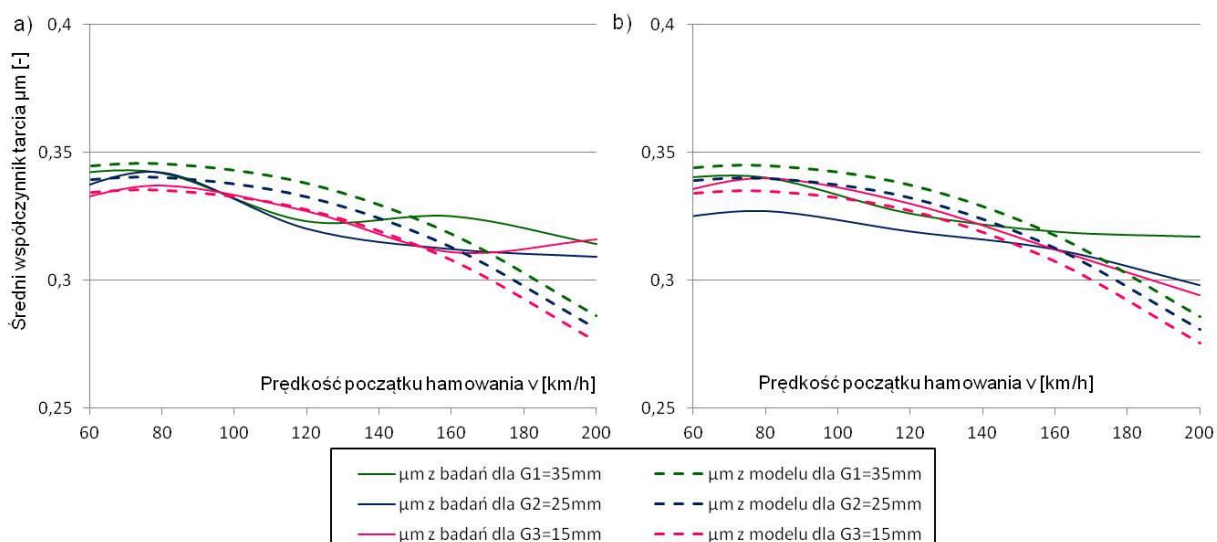 a)
0,4
Średni współczynnik tarcia µm [-]
0,35
0,3
0,25
Prędkość początku hamowania v [km/h]
60 80 100 120 140 160 180 200
b)
0,4
0,35
0,3
0,25
Prędkość początku hamowania v [km/h]
60 80 100 120 140 160 180 200
µm z badań dla G1=35mm
µm z modelu dla G1=35mm
µm z badań dla G2=25mm
µm z modelu dla G2=25mm
µm z badań dla G3=15mm
µm z modelu dla G3=15mm